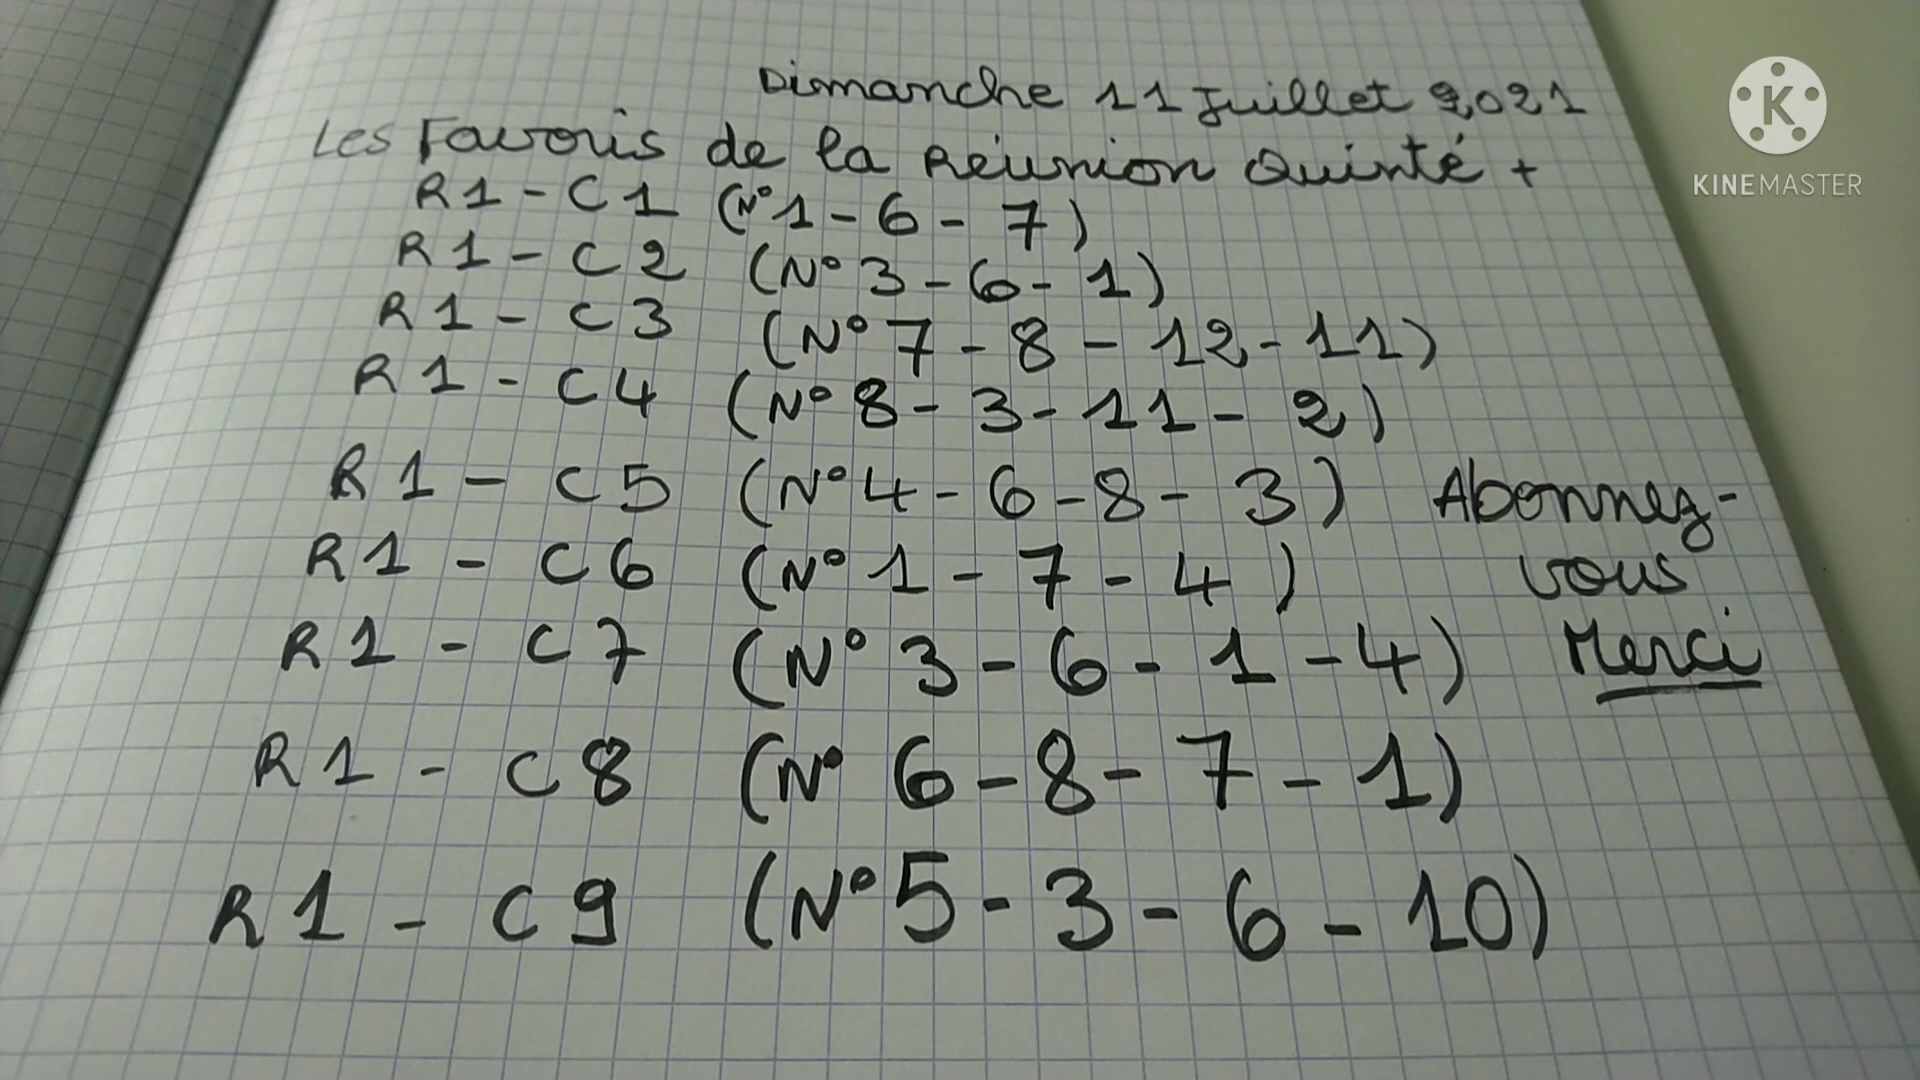 Dimanche 11 Juillet 2021
Les Favoris de la Réunion Quinté +
R1 - C1 (N° 1 - 6 - 7)
R1 - C2 (N° 3 - 6 - 1)
R1 - C3 (N° 7 - 8 - 12 - 11)
R1 - C4 (N° 8 - 3 - 11 - 2)
R1 - C5 (N° 4 - 6 - 8 - 3)
R1 - C6 (N° 1 - 7 - 4)
R1 - C7 (N° 3 - 6 - 1 - 4)
R1 - C8 (N° 6 - 8 - 7 - 1)
R1 - C9 (N° 5 - 3 - 6 - 10)
Abonnez-
vous
Merci
K
KINEMASTER